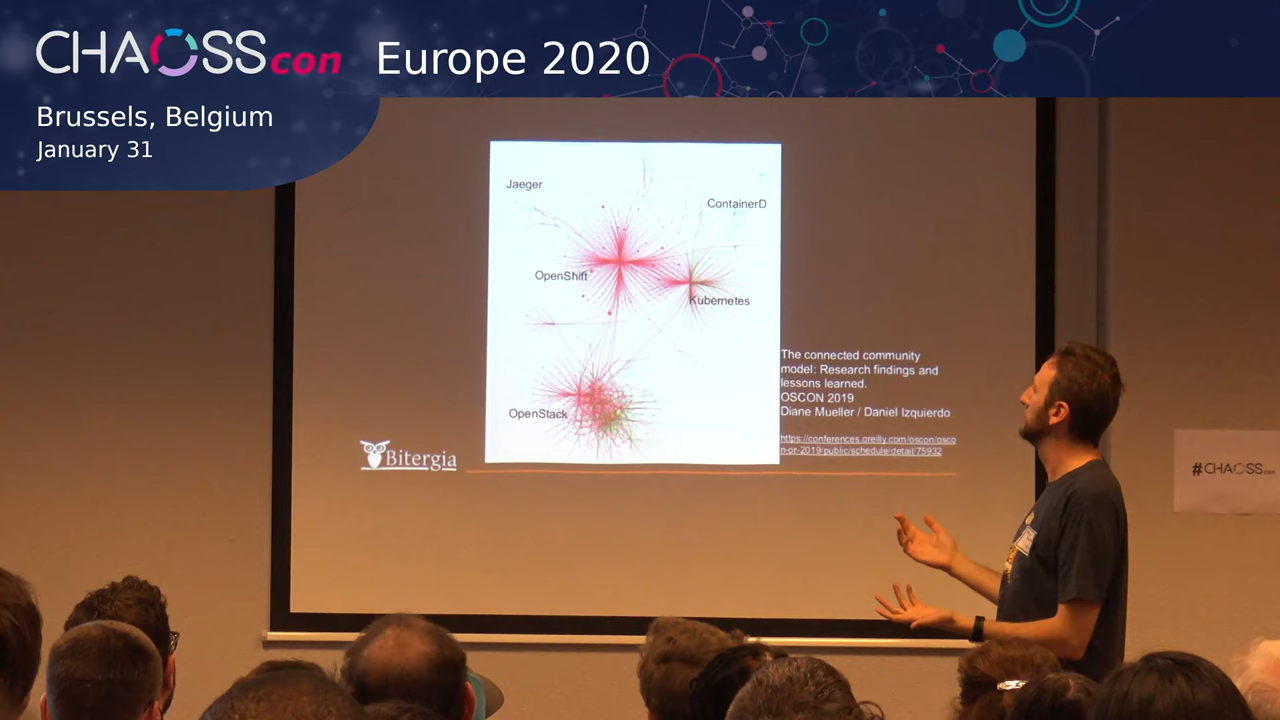 CHAOSScon Europe 2020
Brussels, Belgium
January 31
Jaeger
ContainerD
OpenShift
Kubernetes
OpenStack
The connected community
model: Research findings and
lessons learned.
OSCON 2019
Diane Mueller / Daniel Izquierdo
https://conferences.oreilly.com/oscon/osco
n-or-2019/public/schedule/detail/75932
Bitergia
#CHAOSScon